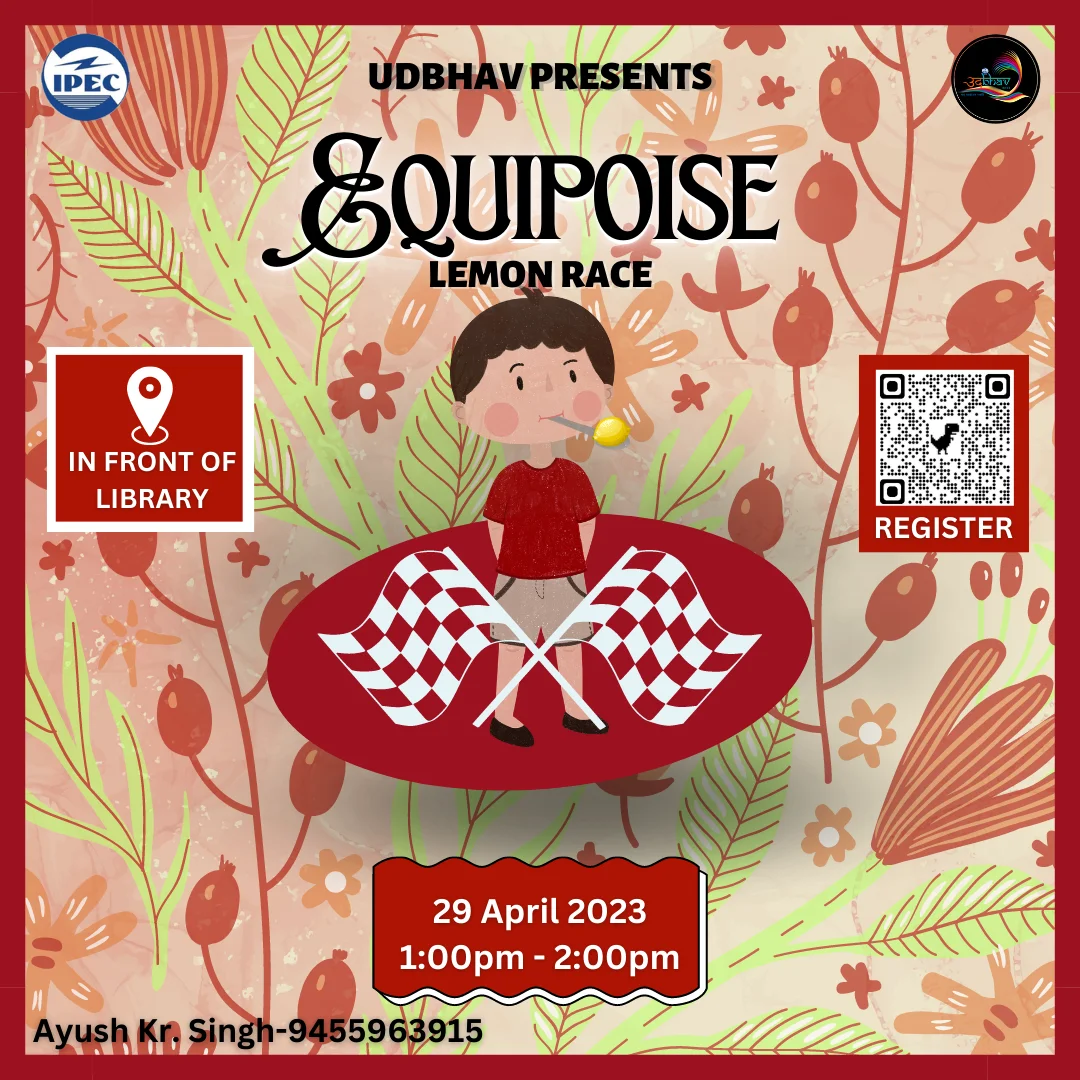 IPEC
UDBHAV PRESENTS
उदbhav
EQUIPOISE
LEMON RACE
IN FRONT OF
LIBRARY
REGISTER
29 April 2023
1:00pm - 2:00pm
Ayush Kr. Singh-9455963915